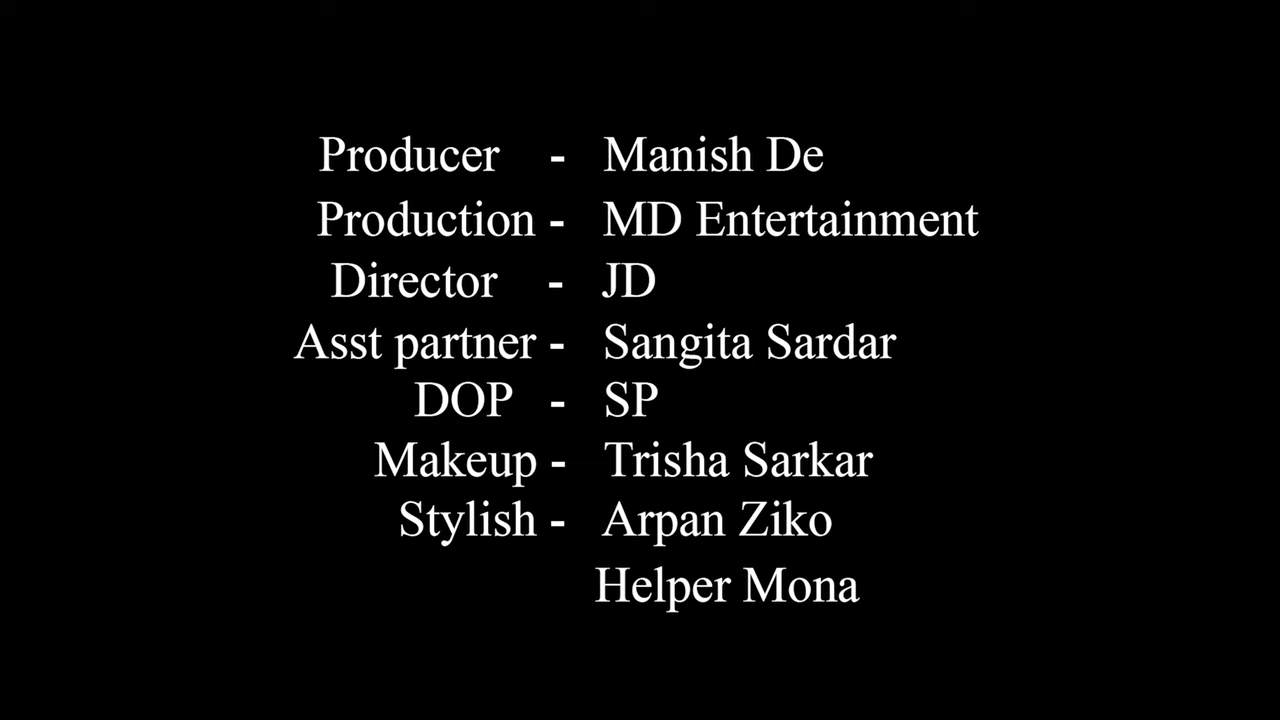 Producer - Manish De
Production - MD Entertainment
Director - JD
Asst partner - Sangita Sardar
DOP - SP
Makeup - Trisha Sarkar
Stylish - Arpan Ziko
Helper Mona